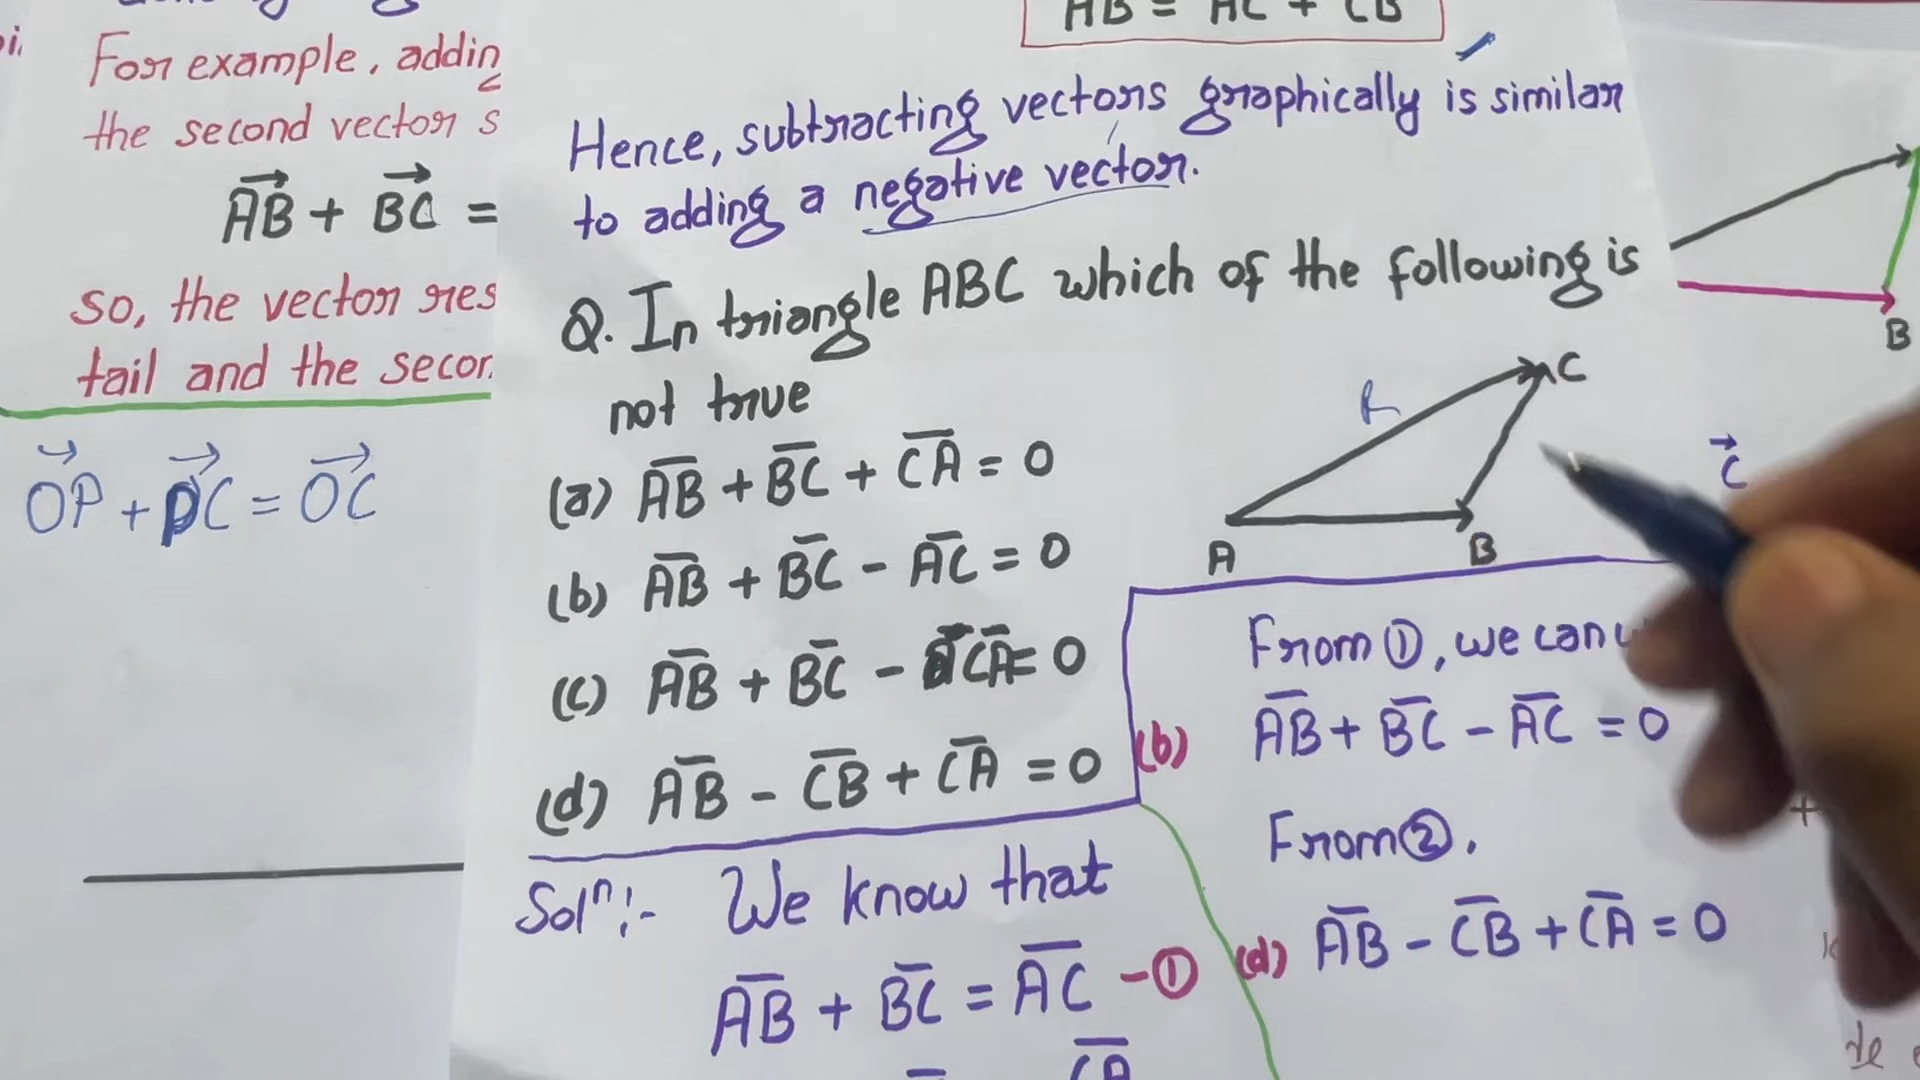 For example, adding
the second vector s
AB + BC =
so, the vector res
tail and the secon
OP + PC = OC
AB = AC + CB
Hence, subtracting vectors graphically is similar
to adding a negative vector.
Q. In triangle ABC which of the following is
not true
(a) AB + BC + CA = 0
(b) AB + BC - AC = 0
(c) AB + BC - CA = 0
(d) AB - CB + CA = 0
Soln:- We know that
AB + BC = AC -①
CA
C
A
B
From ①, we can
(b) AB + BC - AC = 0
From ②.
(d) AB - CB + CA = 0
B
C